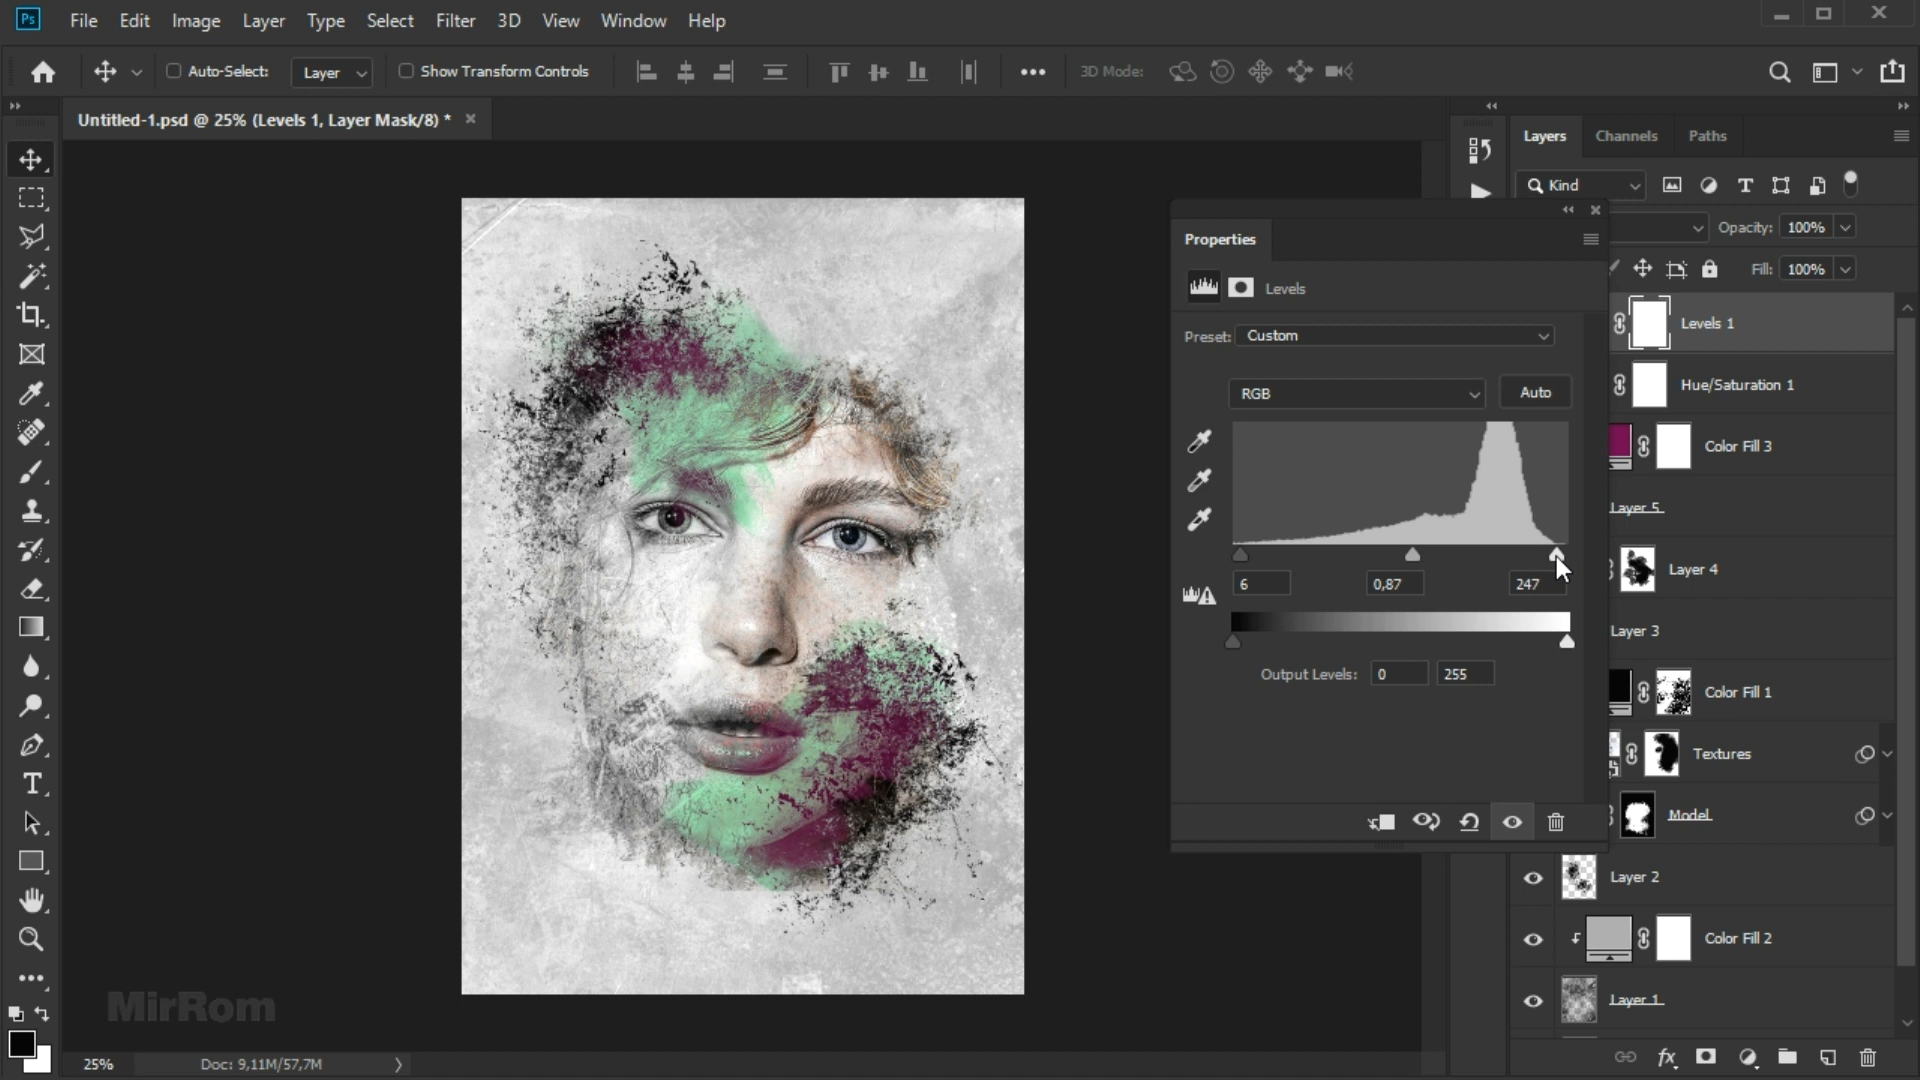 Ps File Edit Image Layer Type Select Filter 3D View Window Help
Auto-Select: Layer Show Transform Controls 3D Mode:
Untitled-1.psd @ 25% (Levels 1, Layer Mask/8) *
Layers Channels Paths
Kind
Opacity: 100%
Fill: 100%
Properties
Levels
Preset: Custom
RGB Auto
6 0,87 247
Output Levels: 0 255
Levels 1
Hue/Saturation 1
Color Fill 3
Layer 5
Layer 4
Layer 3
Color Fill 1
Textures
Model
Layer 2
Color Fill 2
Layer 1
MirRom
25% Doc: 9,11M/57,7M
fx